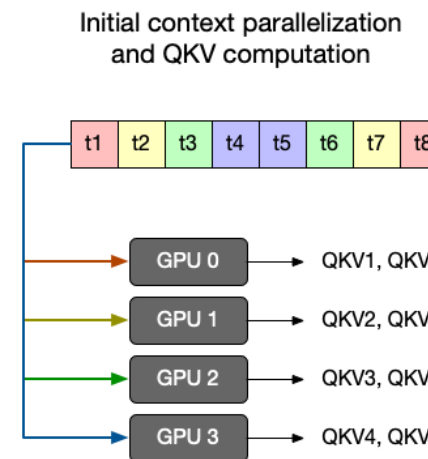 Initial context parallelization
and QKV computation
t1 t2 t3 t4 t5 t6 t7 t8
GPU 0 QKV1, QKV
GPU 1 QKV2, QKV
GPU 2 QKV3, QKV
GPU 3 QKV4, QKV